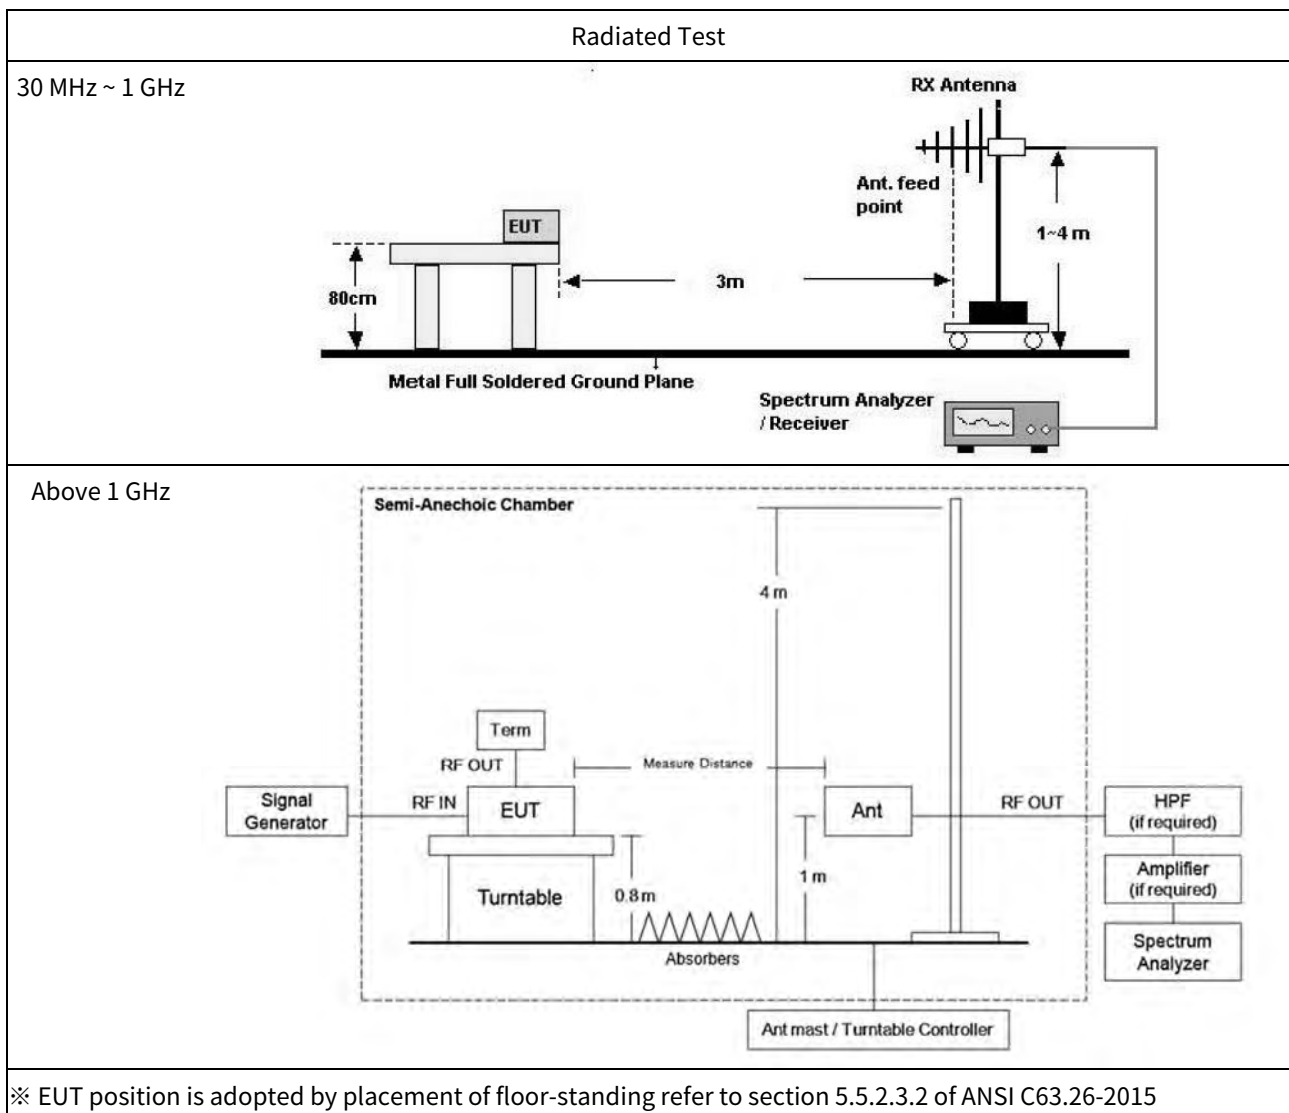 Radiated Test
30 MHz ~ 1 GHz
RX Antenna
Ant. feed
point
EUT
1~4 m
3m
80cm
Metal Full Soldered Ground Plane
Spectrum Analyzer
/ Receiver
Above 1 GHz
Semi-Anechoic Chamber
4 m
Term
RF OUT
Measure Distance
Signal
Generator
RF IN
EUT
Ant
RF OUT
HPF
(if required)
Amplifier
(if required)
1 m
Turntable
0.8 m
Absorbers
Spectrum
Analyzer
Ant mast / Turntable Controller
※ EUT position is adopted by placement of floor-standing refer to section 5.5.2.3.2 of ANSI C63.26-2015